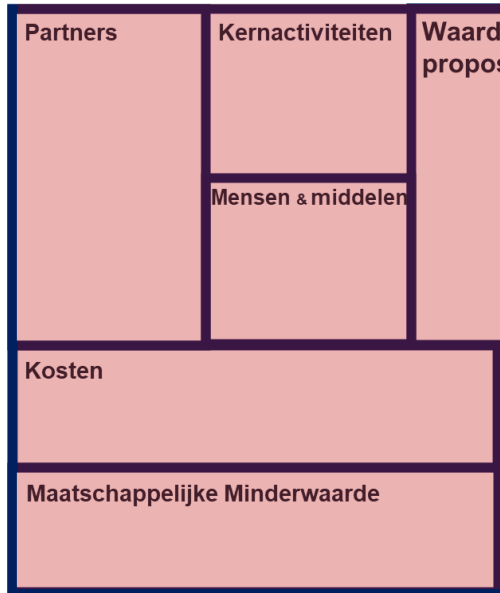 Partners
Kernactiviteiten
Waard
propos
Mensen & middelen
Kosten
Maatschappelijke Minderwaarde